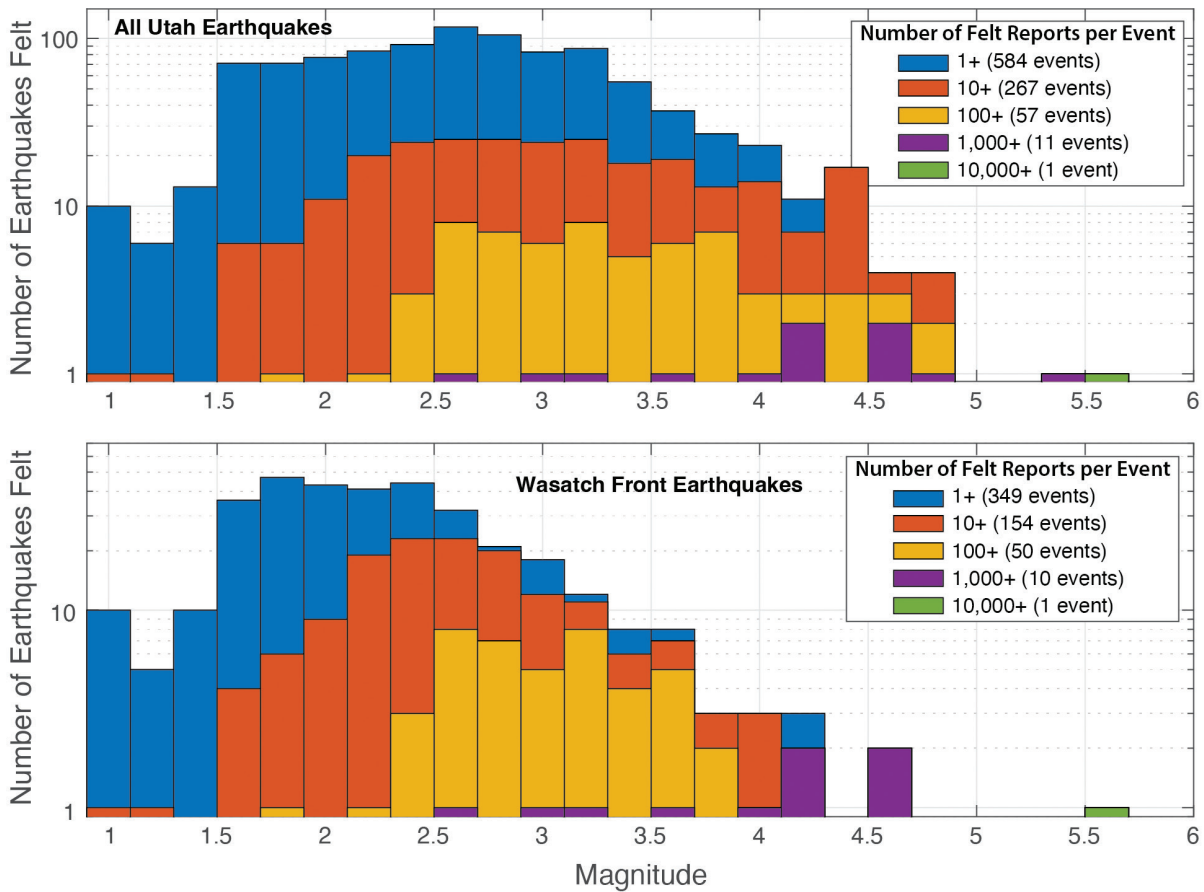 All Utah Earthquakes
Number of Felt Reports per Event
1+ (584 events)
10+ (267 events)
100+ (57 events)
1,000+ (11 events)
10,000+ (1 event)
Number of Earthquakes Felt
100
10
1
1 1.5 2 2.5 3 3.5 4 4.5 5 5.5 6
Wasatch Front Earthquakes
Number of Felt Reports per Event
1+ (349 events)
10+ (154 events)
100+ (50 events)
1,000+ (10 events)
10,000+ (1 event)
Number of Earthquakes Felt
10
1
1 1.5 2 2.5 3 3.5 4 4.5 5 5.5 6
Magnitude